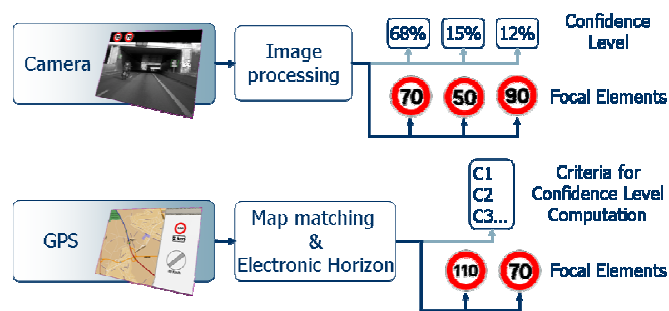 Camera
Image
processing
68% 15% 12%
Confidence
Level
70 50 90
Focal Elements
GPS
Map matching
&
Electronic Horizon
C1
C2
C3...
Criteria for
Confidence Level
Computation
110 70
Focal Elements